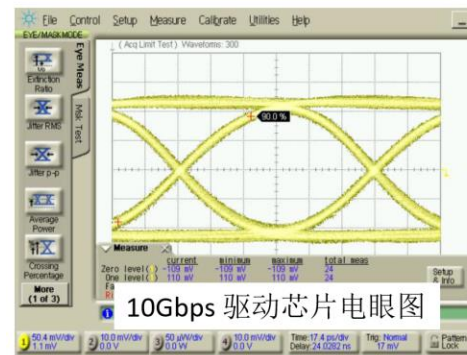 File Control Setup Measure Calibrate Utilities Help
EYE/MASK MODE
( Acq Limit Test ) Waveforms: 300
Eye Meas
Msk Test
Extinction
Ratio
Jitter RMS
Jitter p-p
Average
Power
Crossing
Percentage
More
(1 of 3)
90.0 %
Measure
current minimum maximum total meas
Zero level( ) -109 mV -109 mV -109 mV 24
One level( ) 110 mV 110 mV 110 mV 24
Setup
& Info
10Gbps 驱动芯片电眼图
1 50.4 mV/div
1.1 mV
2 10.0 mV/div
0.0 V
3 50 µW/div
0.0 W
4 10.0 mV/div
0.0 V
Time:17.4 ps/div
Delay:24.0282 ns
Trig: Normal
17 mV
Pattern
Lock